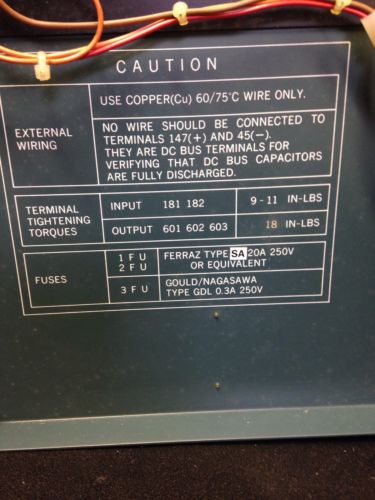 CAUTION
EXTERNAL
WIRING
USE COPPER(Cu) 60/75°C WIRE ONLY.
NO WIRE SHOULD BE CONNECTED TO
TERMINALS 147(+) AND 45(−).
THEY ARE DC BUS TERMINALS FOR
VERIFYING THAT DC BUS CAPACITORS
ARE FULLY DISCHARGED.
TERMINAL
TIGHTENING
TORQUES
INPUT 181 182 9-11 IN-LBS
OUTPUT 601 602 603 18 IN-LBS
FUSES
1 F U
2 F U
FERRAZ TYPE SA 20A 250V
OR EQUIVALENT
3 F U
GOULD/NAGASAWA
TYPE GDL 0.3A 250V